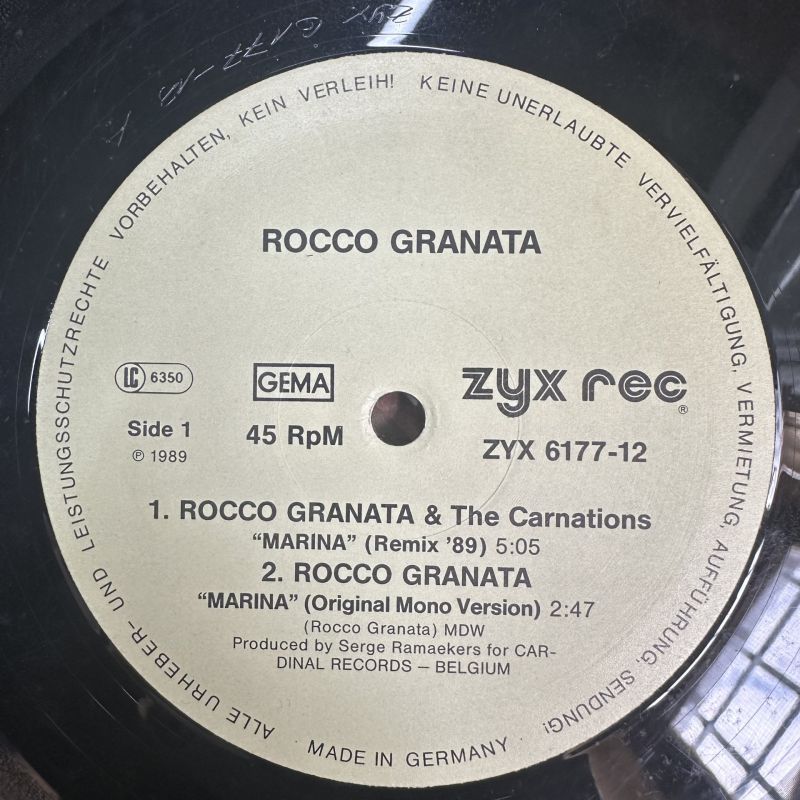 ZYX 6177-12 A
ALLE URHEBER- UND LEISTUNGSSCHUTZRECHTE VORBEHALTEN, KEIN VERLEIH! KEINE UNERLAUBTE VERVIELFÄLTIGUNG, VERMIETUNG, AUFFÜHRUNG, SENDUNG!
ROCCO GRANATA
LC 6350
GEMA
zyx rec ®
Side 1
45 RpM
ZYX 6177-12
℗ 1989
1. ROCCO GRANATA & The Carnations
“MARINA” (Remix ’89) 5:05
2. ROCCO GRANATA
“MARINA” (Original Mono Version) 2:47
(Rocco Granata) MDW
Produced by Serge Ramaekers for CAR-
DINAL RECORDS – BELGIUM
MADE IN GERMANY